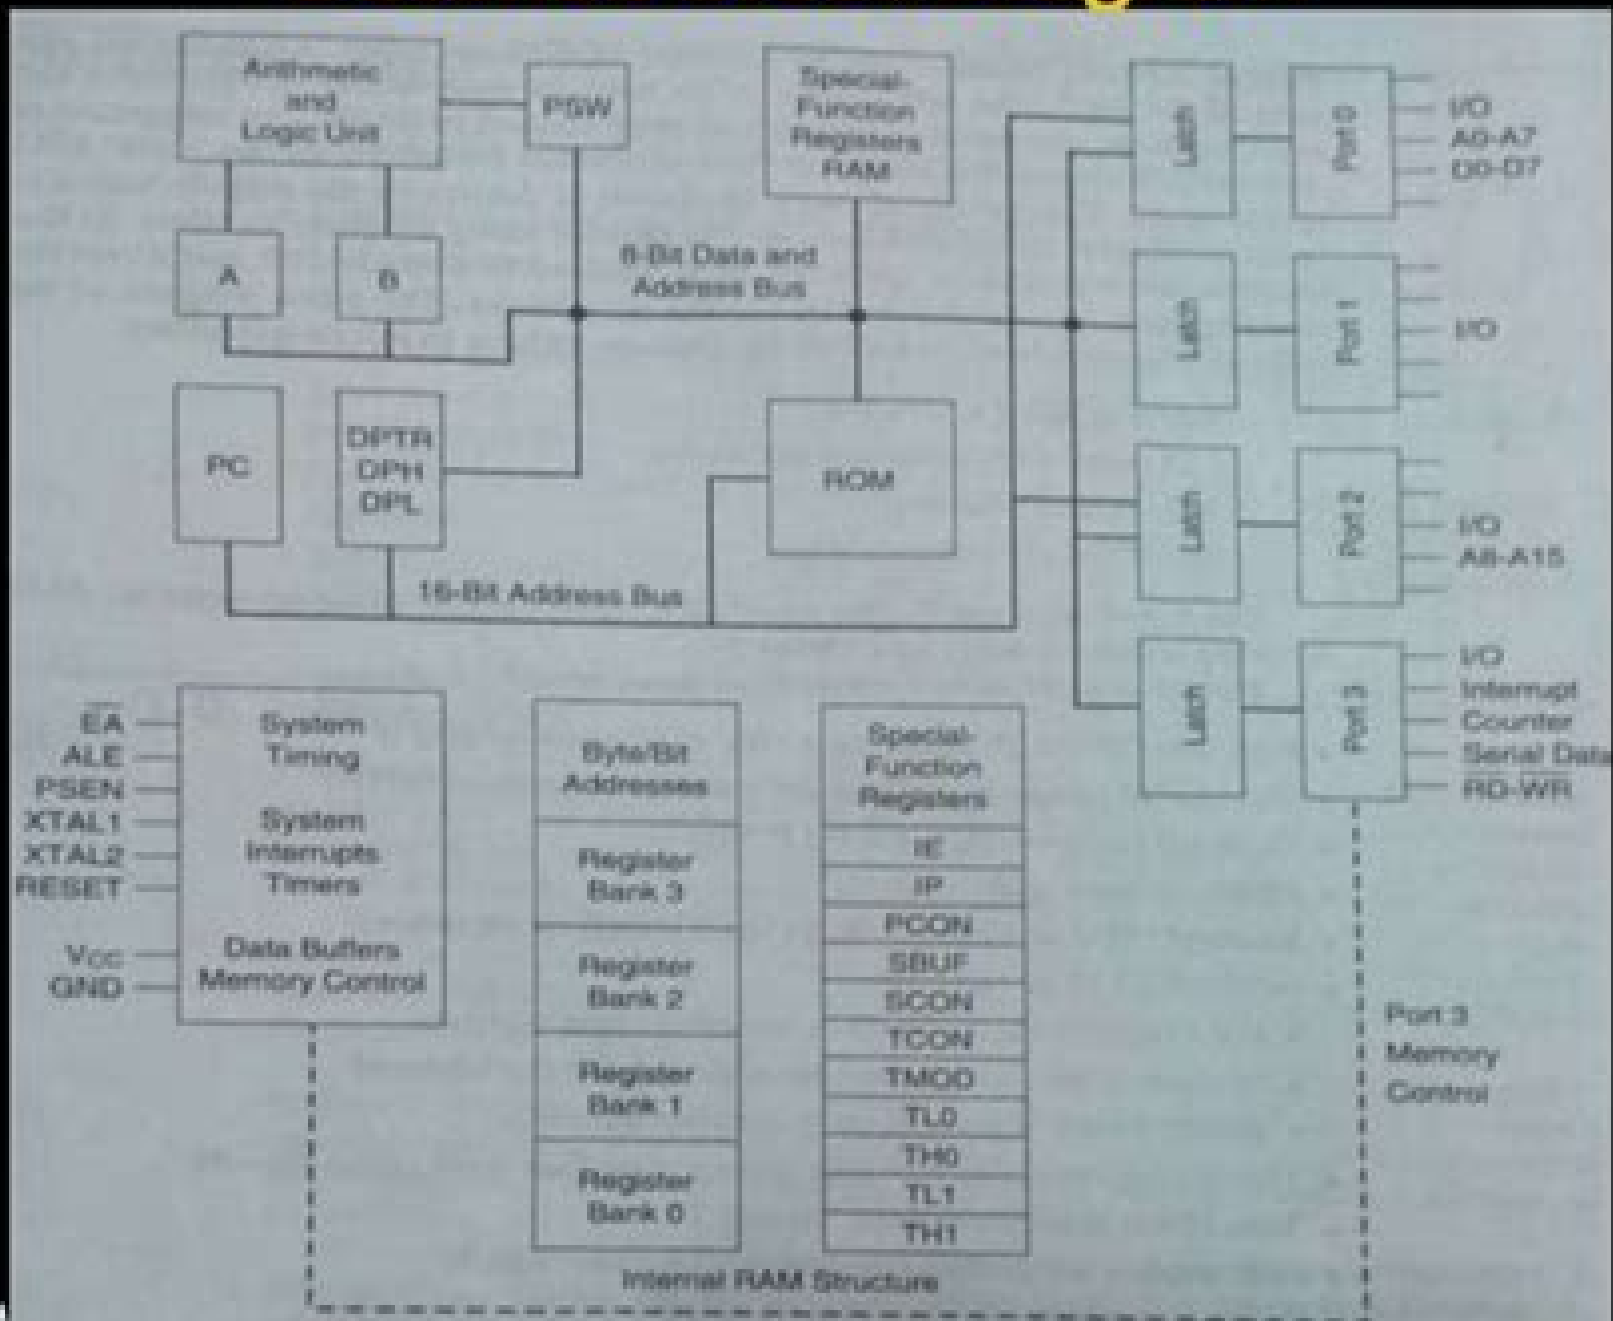 Arithmetic
and
Logic Unit
PSW
Special-
Function
Registers
RAM
Latch
Port 0
I/O
A0-A7
D0-D7
A
B
8-Bit Data and
Address Bus
Latch
Port 1
I/O
PC
DPTR
DPH
DPL
ROM
Latch
Port 2
I/O
A8-A15
16-Bit Address Bus
Latch
Port 3
I/O
Interrupt
Counter
Serial Data
RD-WR
EA
ALE
PSEN
XTAL1
XTAL2
RESET
Vcc
GND
System
Timing
System
Interrupts
Timers
Data Buffers
Memory Control
Byte/Bit
Addresses
Register
Bank 3
Register
Bank 2
Register
Bank 1
Register
Bank 0
Special-
Function
Registers
IE
IP
PCON
SBUF
SCON
TCON
TMOD
TL0
TH0
TL1
TH1
Port 3
Memory
Control
Internal RAM Structure